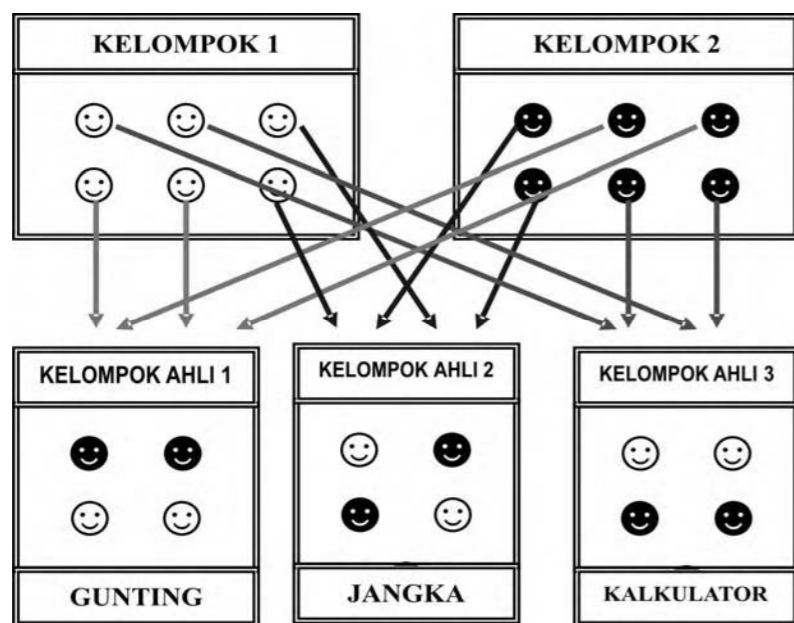 KELOMPOK 1
KELOMPOK 2
KELOMPOK AHLI 1
KELOMPOK AHLI 2
KELOMPOK AHLI 3
GUNTING
JANGKA
KALKULATOR